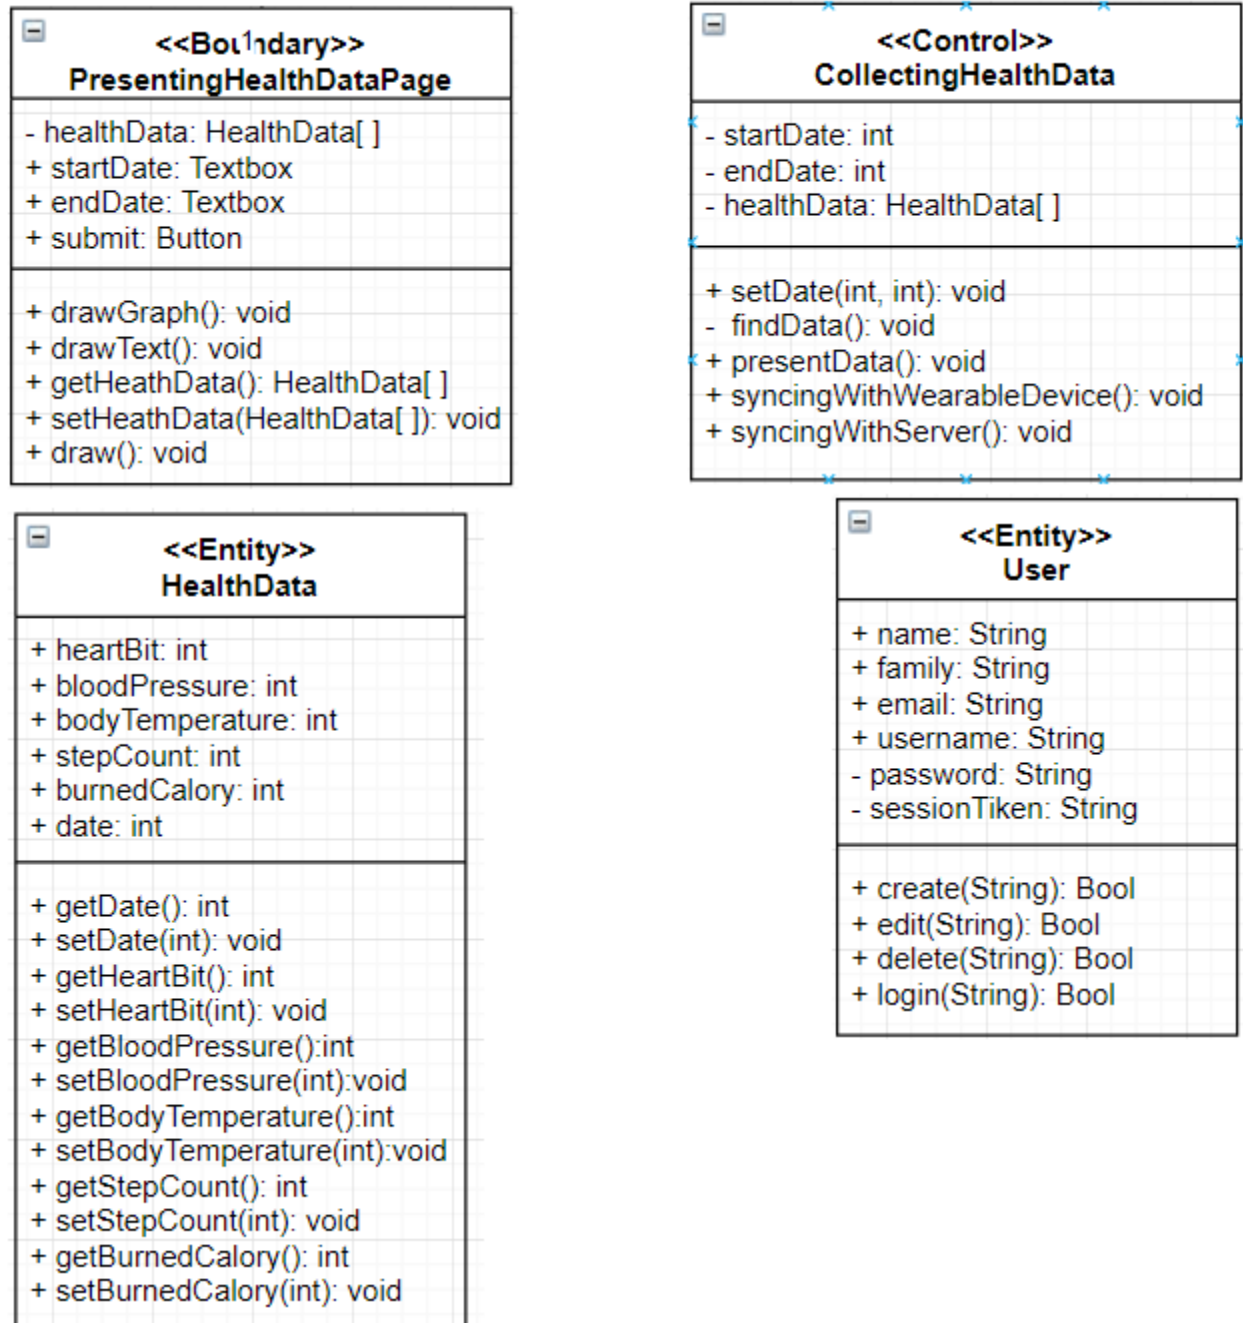 <<Boundary>>
1
PresentingHealthDataPage
- healthData: HealthData[ ]
+ startDate: Textbox
+ endDate: Textbox
+ submit: Button
+ drawGraph(): void
+ drawText(): void
+ getHeathData(): HealthData[ ]
+ setHeathData(HealthData[ ]): void
+ draw(): void
<<Control>>
CollectingHealthData
- startDate: int
- endDate: int
- healthData: HealthData[ ]
+ setDate(int, int): void
- findData(): void
+ presentData(): void
+ syncingWithWearableDevice(): void
+ syncingWithServer(): void
<<Entity>>
HealthData
+ heartBit: int
+ bloodPressure: int
+ bodyTemperature: int
+ stepCount: int
+ burnedCalory: int
+ date: int
+ getDate(): int
+ setDate(int): void
+ getHeartBit(): int
+ setHeartBit(int): void
+ getBloodPressure():int
+ setBloodPressure(int):void
+ getBodyTemperature():int
+ setBodyTemperature(int):void
+ getStepCount(): int
+ setStepCount(int): void
+ getBurnedCalory(): int
+ setBurnedCalory(int): void
<<Entity>>
User
+ name: String
+ family: String
+ email: String
+ username: String
- password: String
- sessionTiken: String
+ create(String): Bool
+ edit(String): Bool
+ delete(String): Bool
+ login(String): Bool